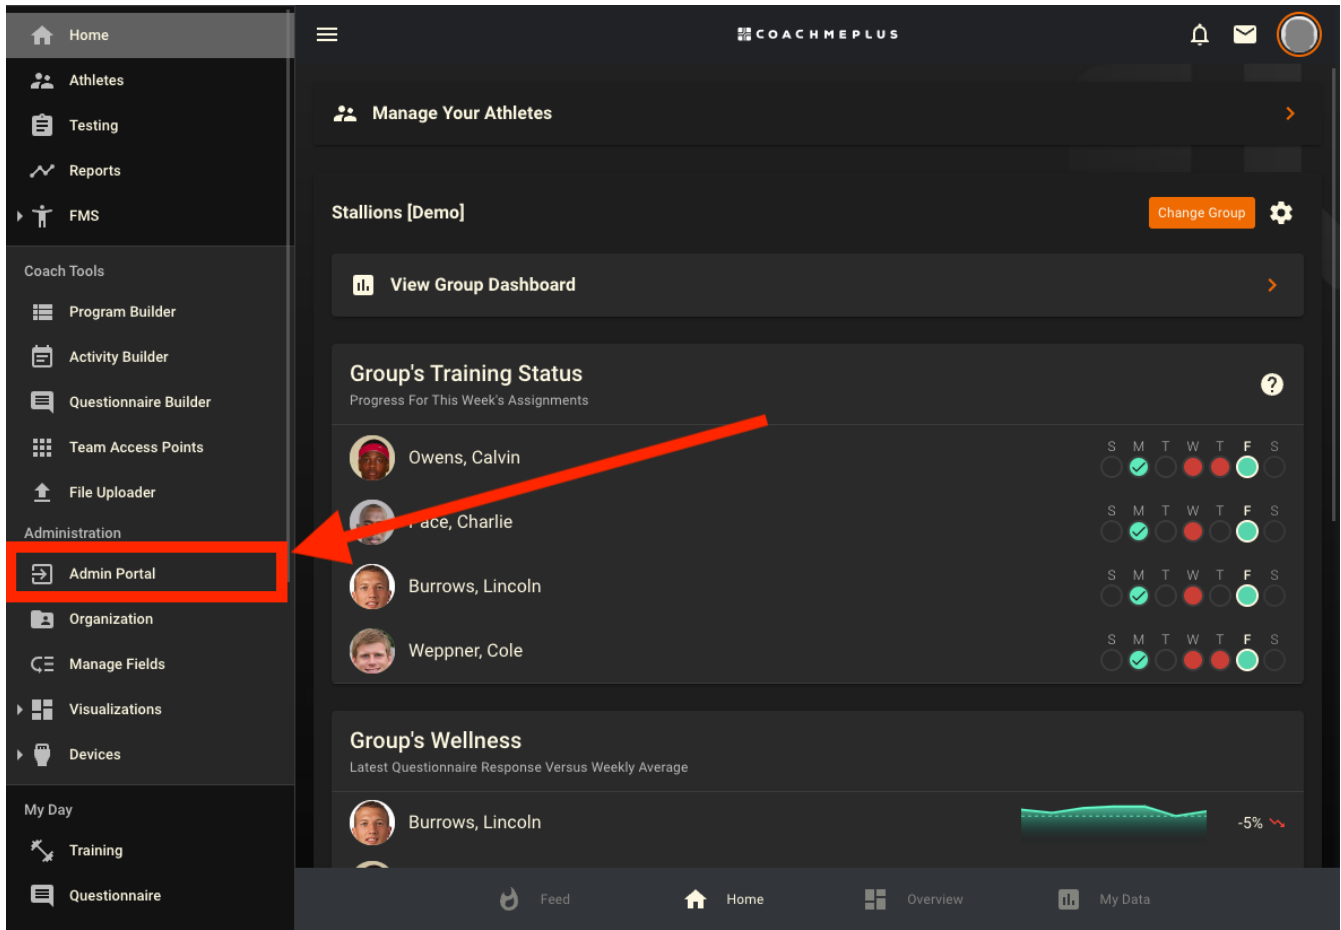 Home
Athletes
Testing
Reports
FMS
Coach Tools
Program Builder
Activity Builder
Questionnaire Builder
Team Access Points
File Uploader
Administration
Admin Portal
Organization
Manage Fields
Visualizations
Devices
My Day
Training
Questionnaire
COACHMEPLUS
Manage Your Athletes
Stallions [Demo]
Change Group
View Group Dashboard
Group's Training Status
Progress For This Week's Assignments
?
Owens, Calvin
S M T W T F S
Pace, Charlie
S M T W T F S
Burrows, Lincoln
S M T W T F S
Weppner, Cole
S M T W T F S
Group's Wellness
Latest Questionnaire Response Versus Weekly Average
Burrows, Lincoln
-5%
Feed
Home
Overview
My Data